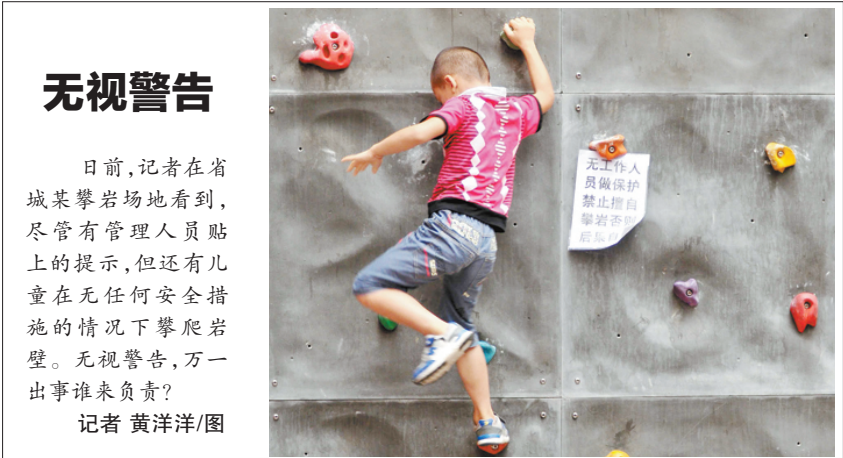 无视警告
日前,记者在省
城某攀岩场地看到,
尽管有管理人员贴
上的提示,但还有儿
童在无任何安全措
施的情况下攀爬岩
壁。无视警告,万一
出事谁来负责?
记者 黄洋洋/图
无工作人
员做保护
禁止擅自
攀岩否则
后果自